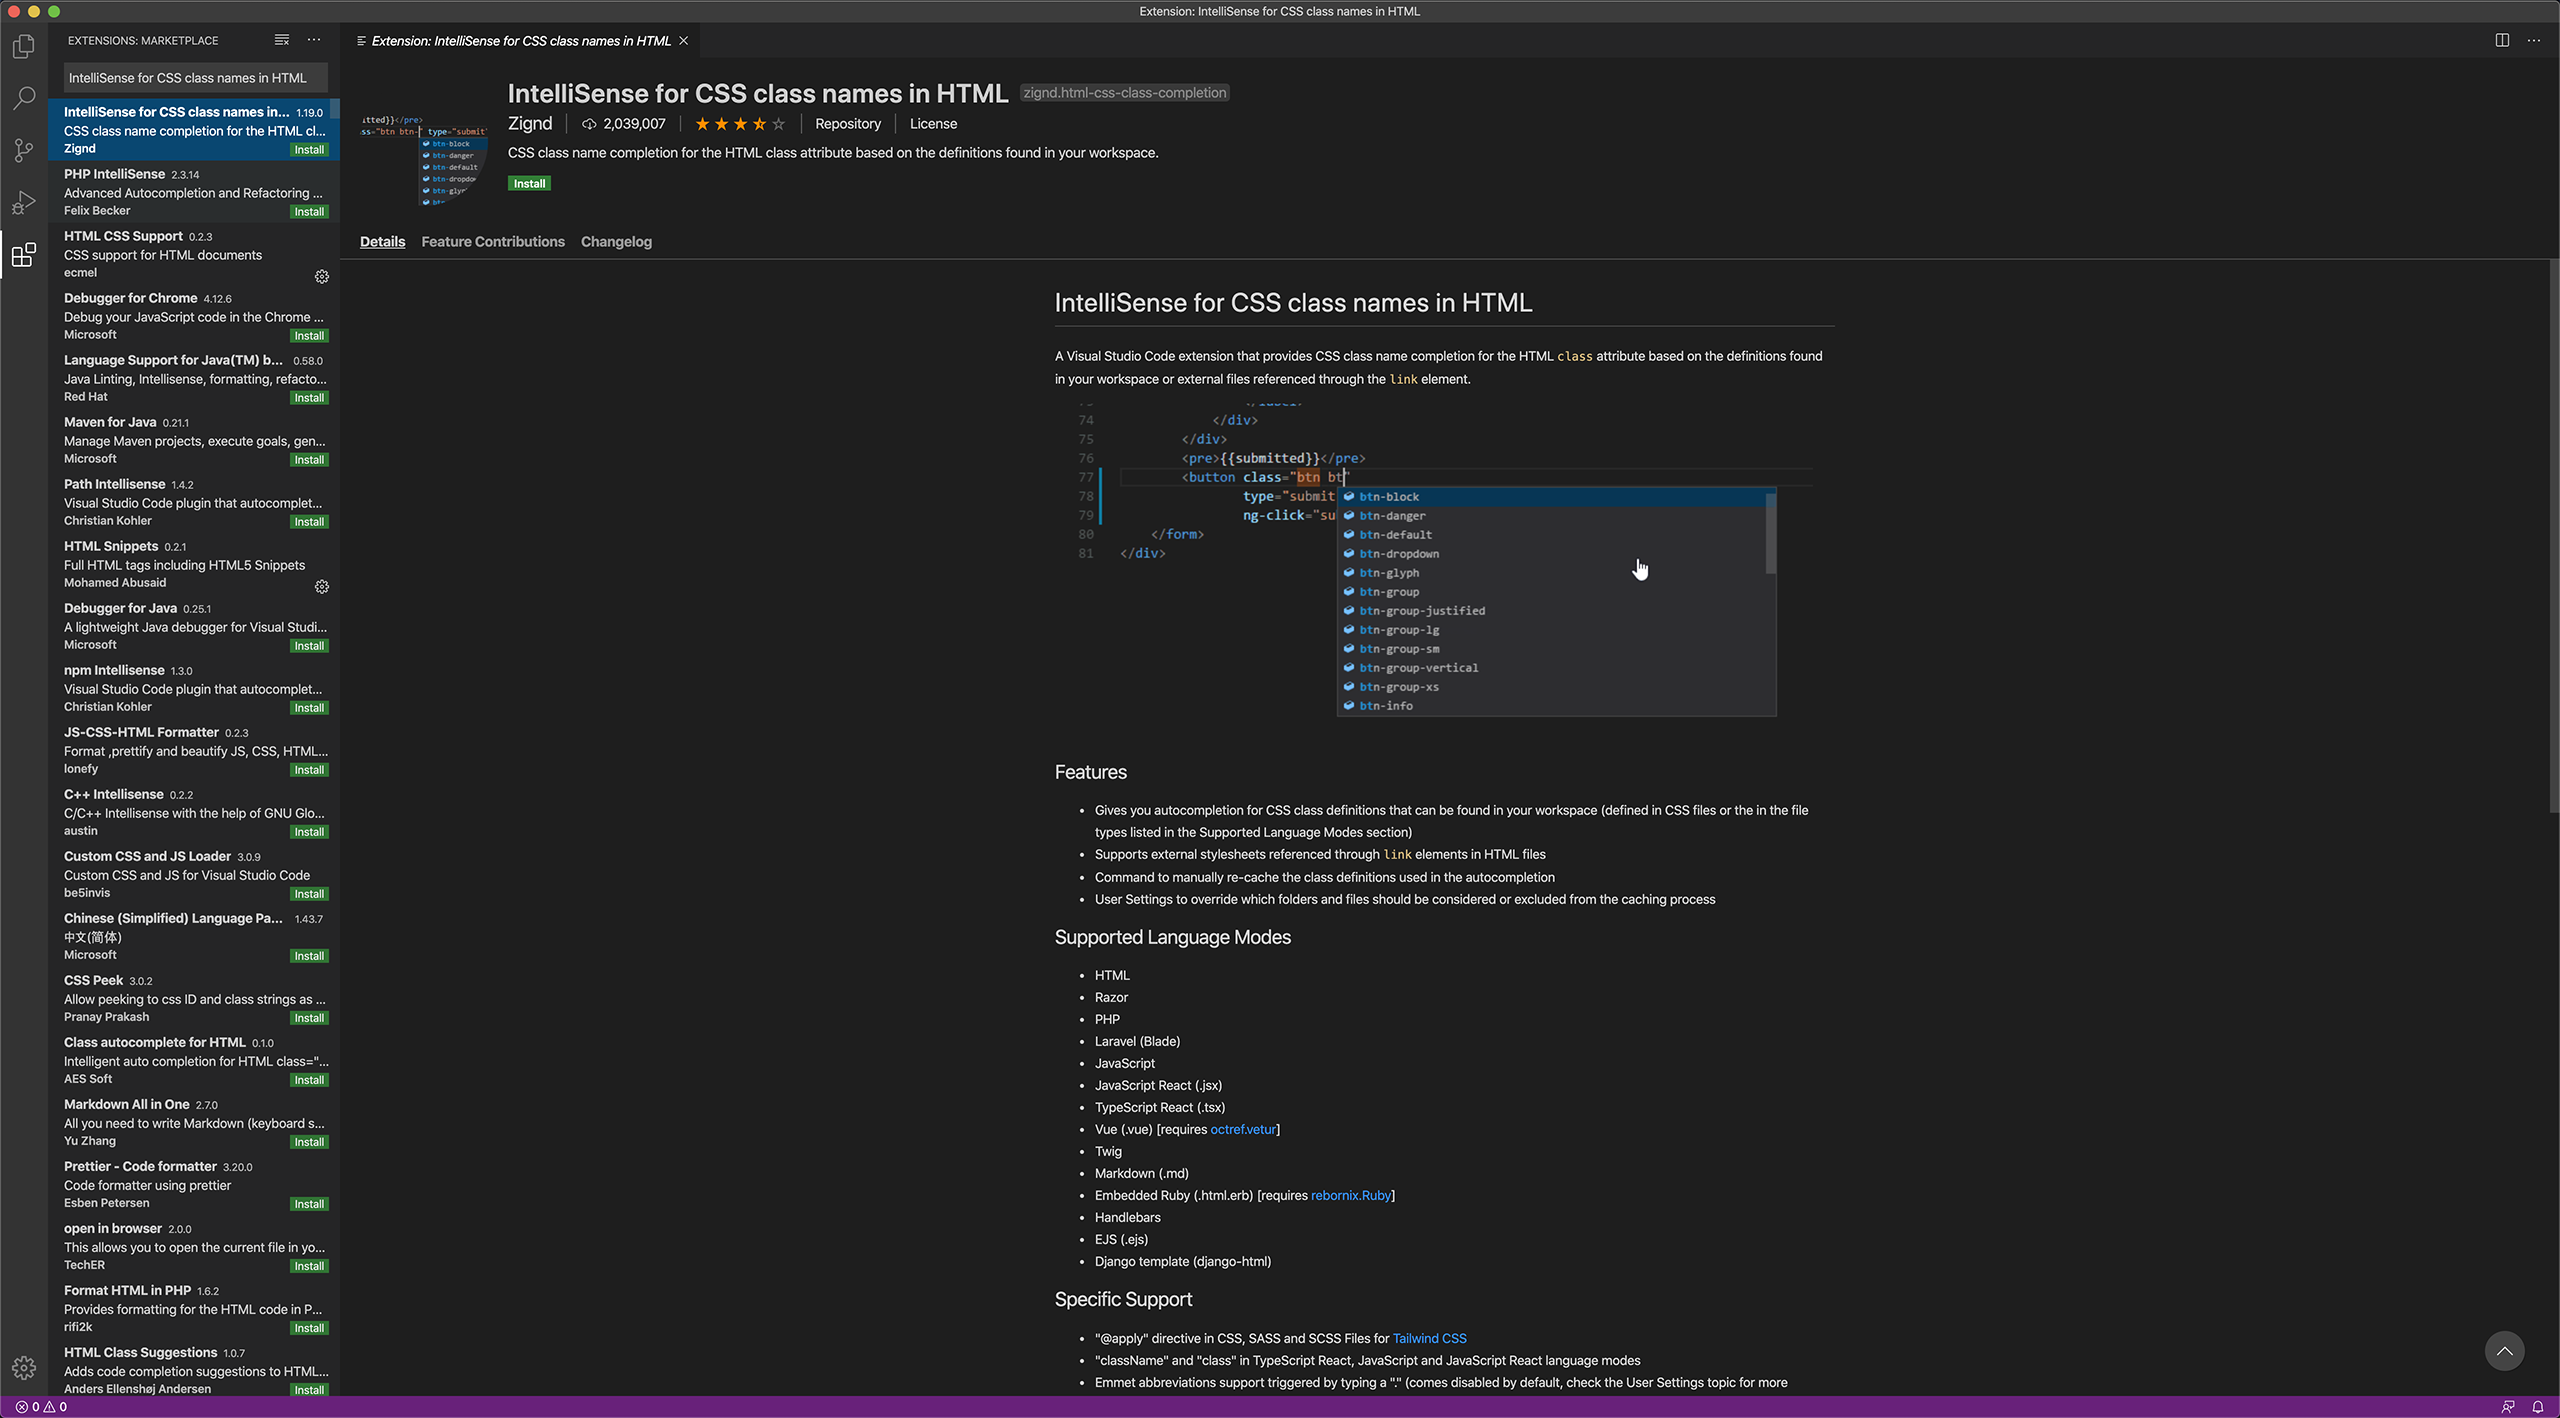 Extension: IntelliSense for CSS class names in HTML
EXTENSIONS: MARKETPLACE
IntelliSense for CSS class names in HTML
IntelliSense for CSS class names in... 1.19.0
CSS class name completion for the HTML cl...
Zignd Install
PHP IntelliSense 2.3.14
Advanced Autocompletion and Refactoring ...
Felix Becker Install
HTML CSS Support 0.2.3
CSS support for HTML documents
ecmel
Debugger for Chrome 4.12.6
Debug your JavaScript code in the Chrome ...
Microsoft Install
Language Support for Java(TM) b... 0.58.0
Java Linting, Intellisense, formatting, refacto...
Red Hat Install
Maven for Java 0.21.1
Manage Maven projects, execute goals, gen...
Microsoft Install
Path Intellisense 1.4.2
Visual Studio Code plugin that autocomplet...
Christian Kohler Install
HTML Snippets 0.2.1
Full HTML tags including HTML5 Snippets
Mohamed Abusaid
Debugger for Java 0.25.1
A lightweight Java debugger for Visual Studi...
Microsoft Install
npm Intellisense 1.3.0
Visual Studio Code plugin that autocomplet...
Christian Kohler Install
JS-CSS-HTML Formatter 0.2.3
Format ,prettify and beautify JS, CSS, HTML...
lonefy Install
C++ Intellisense 0.2.2
C/C++ Intellisense with the help of GNU Glo...
austin Install
Custom CSS and JS Loader 3.0.9
Custom CSS and JS for Visual Studio Code
be5invis Install
Chinese (Simplified) Language Pa... 1.43.7
中文(简体)
Microsoft Install
CSS Peek 3.0.2
Allow peeking to css ID and class strings as ...
Pranay Prakash Install
Class autocomplete for HTML 0.1.0
Intelligent auto completion for HTML class="...
AES Soft Install
Markdown All in One 2.7.0
All you need to write Markdown (keyboard s...
Yu Zhang Install
Prettier - Code formatter 3.20.0
Code formatter using prettier
Esben Petersen Install
open in browser 2.0.0
This allows you to open the current file in yo...
TechER Install
Format HTML in PHP 1.6.2
Provides formatting for the HTML code in P...
rifi2k Install
HTML Class Suggestions 1.0.7
Adds code completion suggestions to HTML...
Anders Ellenshøj Andersen Install
0 0
Extension: IntelliSense for CSS class names in HTML
itted}}</pre>
ss="btn btn- type="submit"
btn-block
btn-danger
btn-default
btn-dropdow
btn-glyp
btn
IntelliSense for CSS class names in HTML zignd.html-css-class-completion
Zignd 2,039,007 Repository License
CSS class name completion for the HTML class attribute based on the definitions found in your workspace.
Install
Details Feature Contributions Changelog
IntelliSense for CSS class names in HTML
A Visual Studio Code extension that provides CSS class name completion for the HTML class attribute based on the definitions found
in your workspace or external files referenced through the link element.
74 </div>
75 </div>
76 <pre>{{submitted}}</pre>
77 <button class="btn bt"
78 type="submit
79 ng-click="su
80 </form>
81 </div>
btn-block
btn-danger
btn-default
btn-dropdown
btn-glyph
btn-group
btn-group-justified
btn-group-lg
btn-group-sm
btn-group-vertical
btn-group-xs
btn-info
Features
• Gives you autocompletion for CSS class definitions that can be found in your workspace (defined in CSS files or the in the file
types listed in the Supported Language Modes section)
• Supports external stylesheets referenced through link elements in HTML files
• Command to manually re-cache the class definitions used in the autocompletion
• User Settings to override which folders and files should be considered or excluded from the caching process
Supported Language Modes
• HTML
• Razor
• PHP
• Laravel (Blade)
• JavaScript
• JavaScript React (.jsx)
• TypeScript React (.tsx)
• Vue (.vue) [requires octref.vetur]
• Twig
• Markdown (.md)
• Embedded Ruby (.html.erb) [requires rebornix.Ruby]
• Handlebars
• EJS (.ejs)
• Django template (django-html)
Specific Support
• "@apply" directive in CSS, SASS and SCSS Files for Tailwind CSS
• "className" and "class" in TypeScript React, JavaScript and JavaScript React language modes
• Emmet abbreviations support triggered by typing a "." (comes disabled by default, check the User Settings topic for more